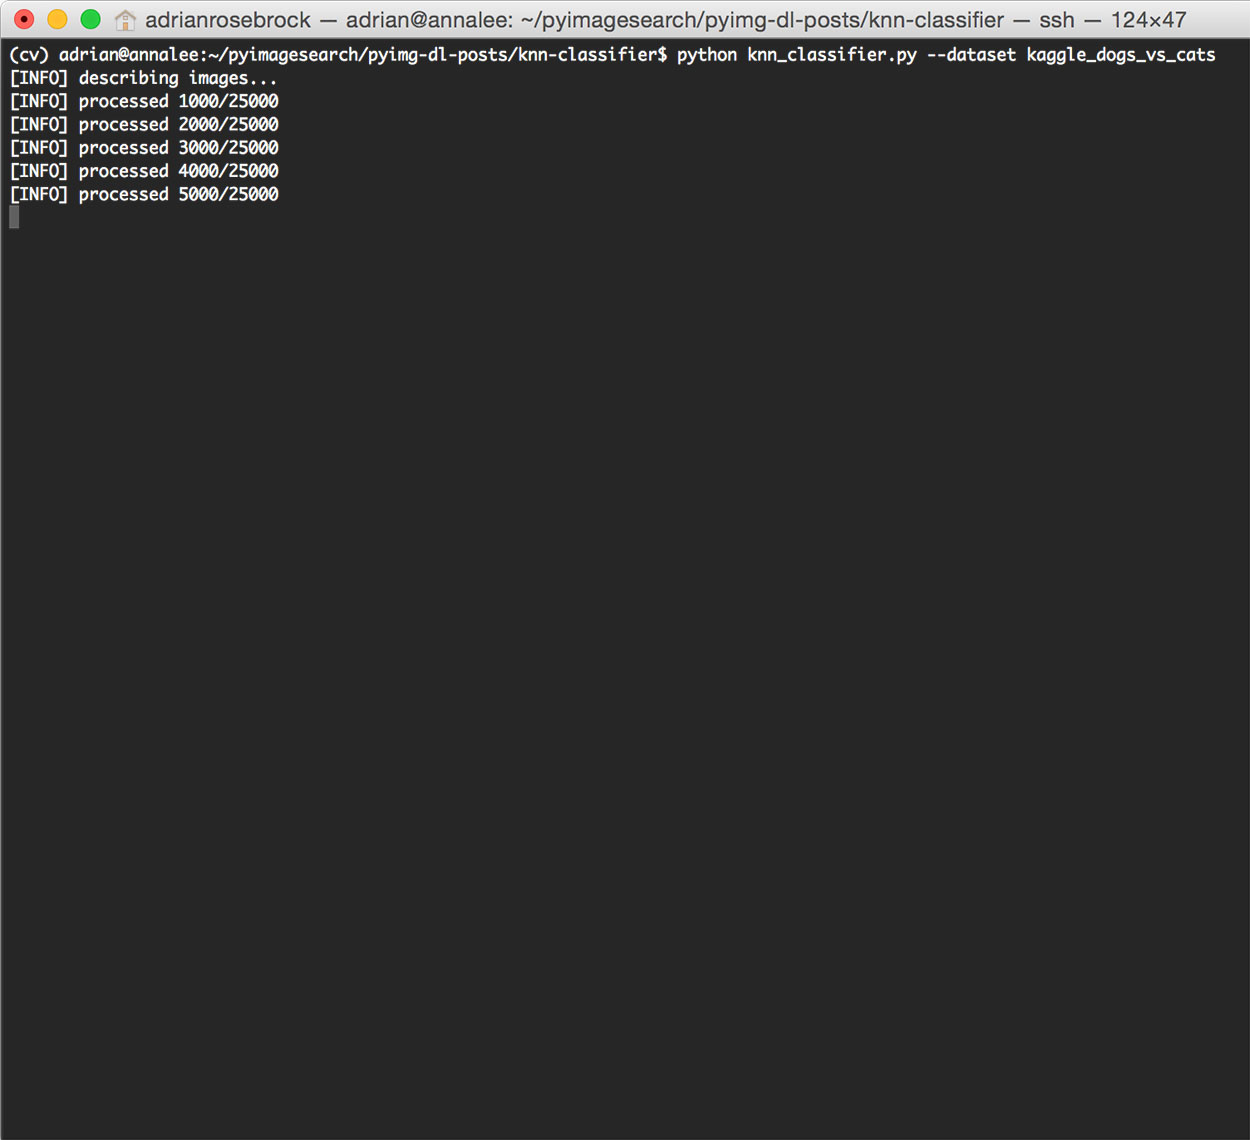 adrianrosebrock — adrian@annalee: ~/pyimagesearch/pyimg-dl-posts/knn-classifier — ssh — 124×47
(cv) adrian@annalee:~/pyimagesearch/pyimg-dl-posts/knn-classifier$ python knn_classifier.py --dataset kaggle_dogs_vs_cats
[INFO] describing images...
[INFO] processed 1000/25000
[INFO] processed 2000/25000
[INFO] processed 3000/25000
[INFO] processed 4000/25000
[INFO] processed 5000/25000